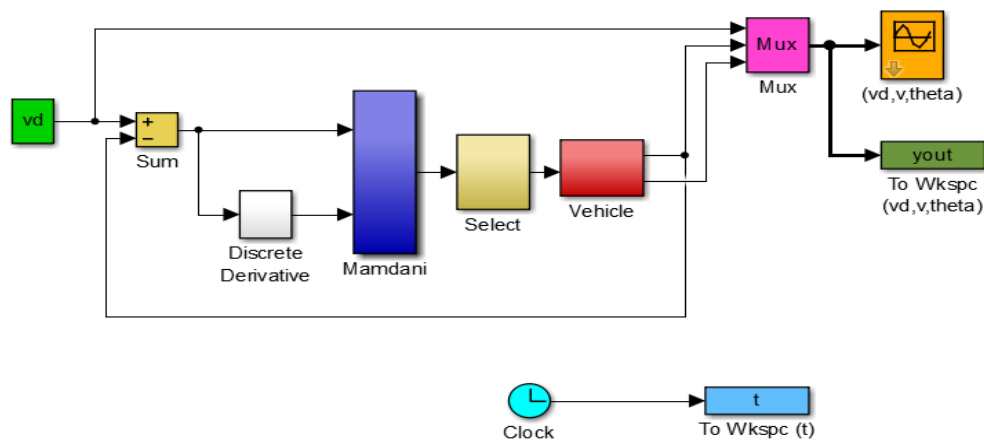 vd
+
−
Sum
Discrete
Derivative
Mamdani
Select
Vehicle
Mux
Mux
(vd,v,theta)
yout
To Wkspc
(vd,v,theta)
Clock
t
To Wkspc (t)